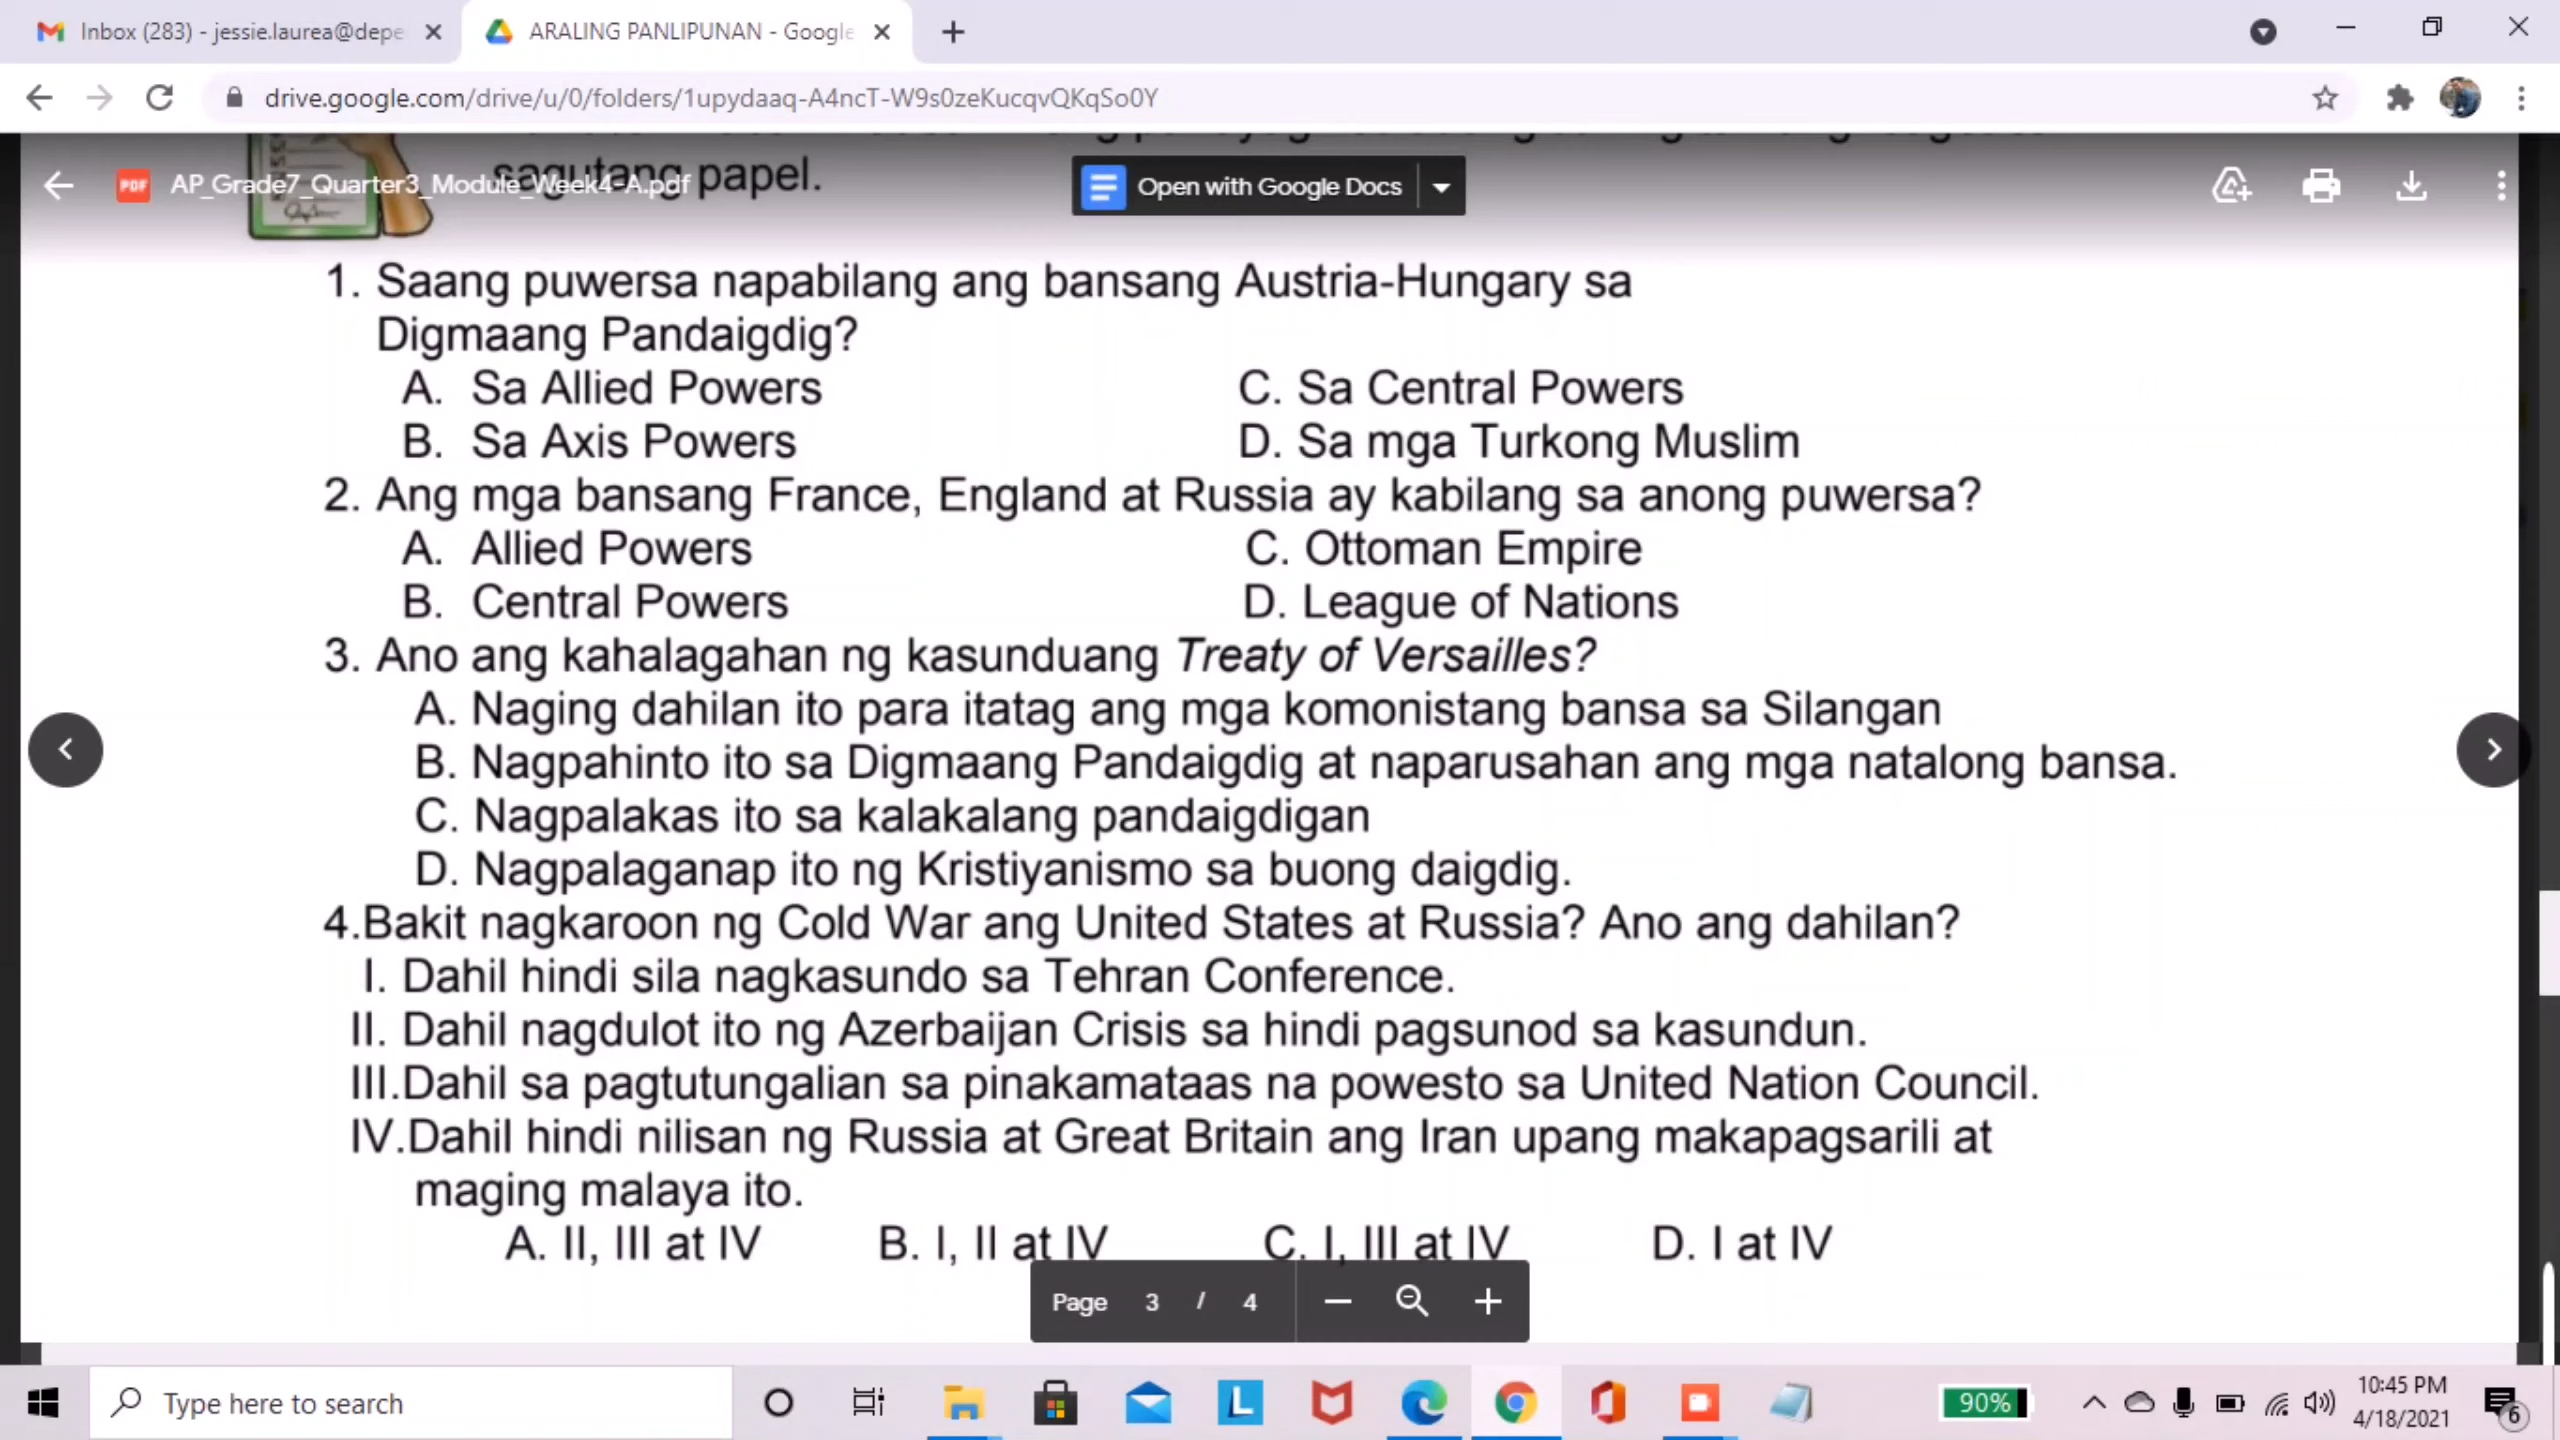 Inbox (283) - jessie.laurea@depe
ARALING PANLIPUNAN - Google
drive.google.com/drive/u/0/folders/1upydaaq-A4ncT-W9s0zeKucqvQKqSo0Y
sagutang papel.
AP_Grade7_Quarter3_Module_Week4-A.pdf
Open with Google Docs
1. Saang puwersa napabilang ang bansang Austria-Hungary sa
Digmaang Pandaigdig?
A. Sa Allied Powers C. Sa Central Powers
B. Sa Axis Powers D. Sa mga Turkong Muslim
2. Ang mga bansang France, England at Russia ay kabilang sa anong puwersa?
A. Allied Powers C. Ottoman Empire
B. Central Powers D. League of Nations
3. Ano ang kahalagahan ng kasunduang Treaty of Versailles?
A. Naging dahilan ito para itatag ang mga komonistang bansa sa Silangan
B. Nagpahinto ito sa Digmaang Pandaigdig at naparusahan ang mga natalong bansa.
C. Nagpalakas ito sa kalakalang pandaigdigan
D. Nagpalaganap ito ng Kristiyanismo sa buong daigdig.
4.Bakit nagkaroon ng Cold War ang United States at Russia? Ano ang dahilan?
I. Dahil hindi sila nagkasundo sa Tehran Conference.
II. Dahil nagdulot ito ng Azerbaijan Crisis sa hindi pagsunod sa kasundun.
III.Dahil sa pagtutungalian sa pinakamataas na powesto sa United Nation Council.
IV.Dahil hindi nilisan ng Russia at Great Britain ang Iran upang makapagsarili at
maging malaya ito.
A. II, III at IV B. I, II at IV C. I, III at IV D. I at IV
Page 3 / 4
Type here to search
90%
10:45 PM
4/18/2021
6